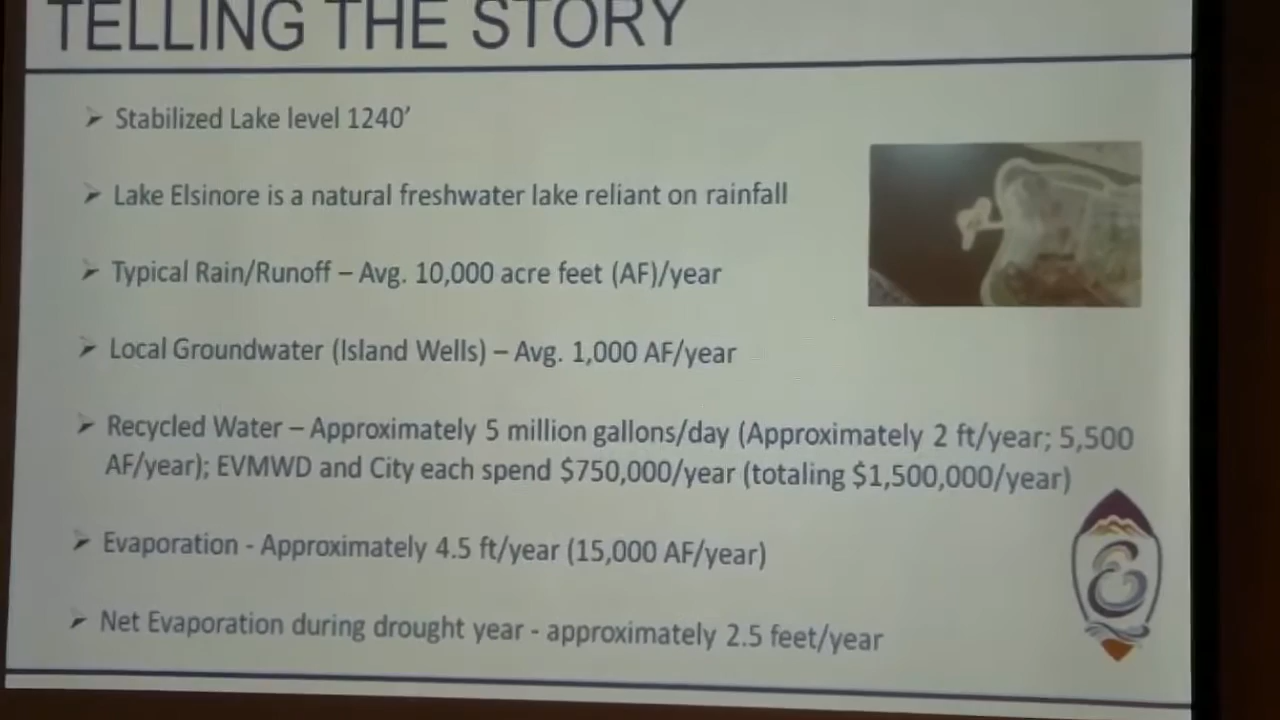 TELLING THE STORY
➢ Stabilized Lake level 1240'
➢ Lake Elsinore is a natural freshwater lake reliant on rainfall
➢ Typical Rain/Runoff – Avg. 10,000 acre feet (AF)/year
➢ Local Groundwater (Island Wells) – Avg. 1,000 AF/year
➢ Recycled Water – Approximately 5 million gallons/day (Approximately 2 ft/year; 5,500
AF/year); EVMWD and City each spend $750,000/year (totaling $1,500,000/year)
➢ Evaporation - Approximately 4.5 ft/year (15,000 AF/year)
➢ Net Evaporation during drought year - approximately 2.5 feet/year